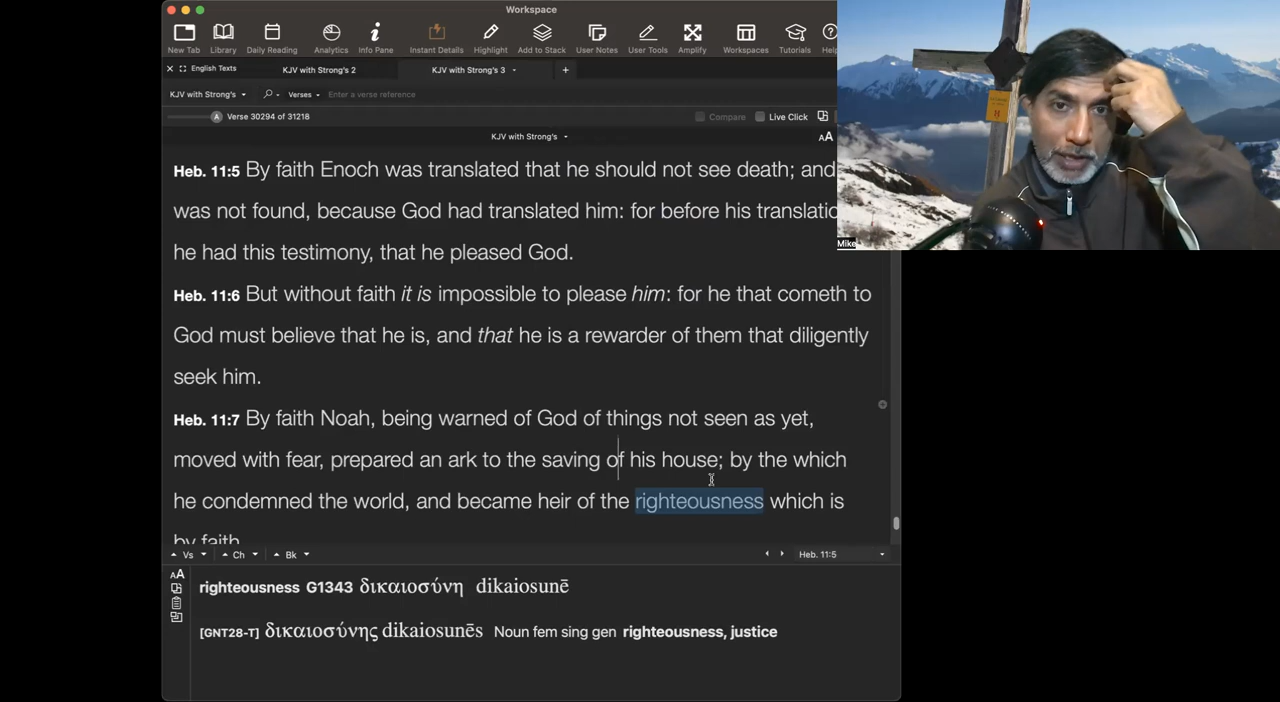 Workspace
New Tab Library Daily Reading Analytics Info Pane Instant Details Highlight Add to Stack User Notes User Tools Amplify Workspaces Tutorials
English Texts KJV with Strong's 2 KJV with Strong's 3 +
KJV with Strong's Verses Enter a verse reference
A Verse 30294 of 31218 Compare Live Click
KJV with Strong's AA
Heb. 11:5 By faith Enoch was translated that he should not see death; and
was not found, because God had translated him: for before his
he had this testimony, that he pleased God.
Heb. 11:6 But without faith it is impossible to please him: for he that cometh to
God must believe that he is, and that he is a rewarder of them that diligently
seek him.
Heb. 11:7 By faith Noah, being warned of God of things not seen as yet,
moved with fear, prepared an ark to the saving of his house; by the which
he condemned the world, and became heir of the righteousness which is
by faith
Vs Ch Bk Heb. 11:5
AA
righteousness G1343 δικαιοσύνη dikaiosunē
[GNT28-T] δικαιοσύνης dikaiosunēs Noun fem sing gen righteousness, justice
Mike